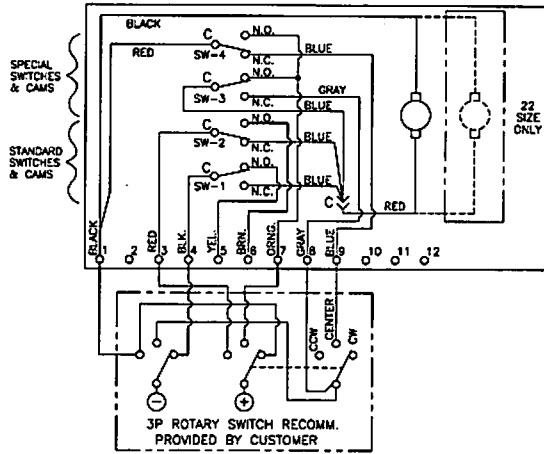 BLACK
RED
C
SW-4
N.O.
N.C.
BLUE
SPECIAL
SWITCHES
& CAMS
C
SW-3
N.O.
N.C.
GRAY
BLUE
STANDARD
SWITCHES
& CAMS
C
SW-2
N.O.
N.C.
BLUE
C
SW-1
N.O.
N.C.
BLUE
C
RED
22
SIZE
ONLY
BLACK
RED
BLK.
YEL.
BRN.
ORNG.
GRAY
BLUE
1 2 3 4 5 6 7 8 9 10 11 12
CCW
CENTER
CW
− +
3P ROTARY SWITCH RECOMM.
PROVIDED BY CUSTOMER